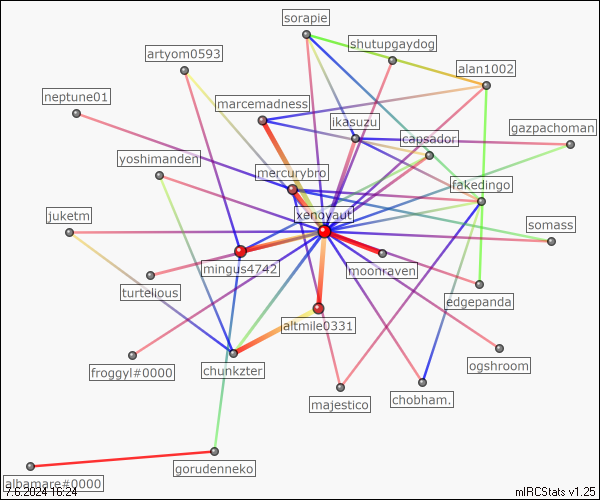 sorapie
shutupgaydog
artyom0593
alan1002
neptune01
marcemadness
ikasuzu
gazpachoman
capsador
yoshimanden
mercurybro
fakedingo
xenoyaut
juketm
somass
mingus4742
moonraven
turtelious
edgepanda
altmile0331
froggyl#0000
chunkzter
ogshroom
majestico
chobham.
gorudenneko
albamare#0000
7.6.2024 16:24
mIRCStats v1.25